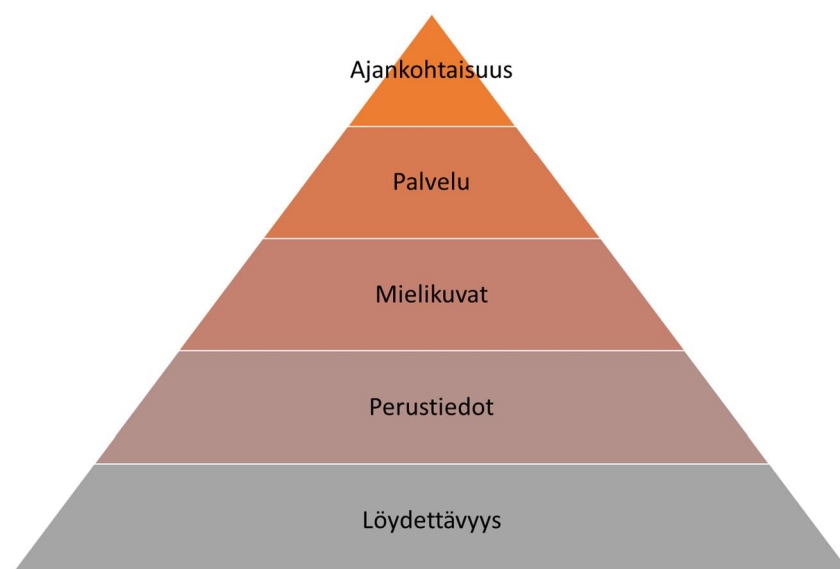 Ajankohtaisuus
Palvelu
Mielikuvat
Perustiedot
Löydettävyys